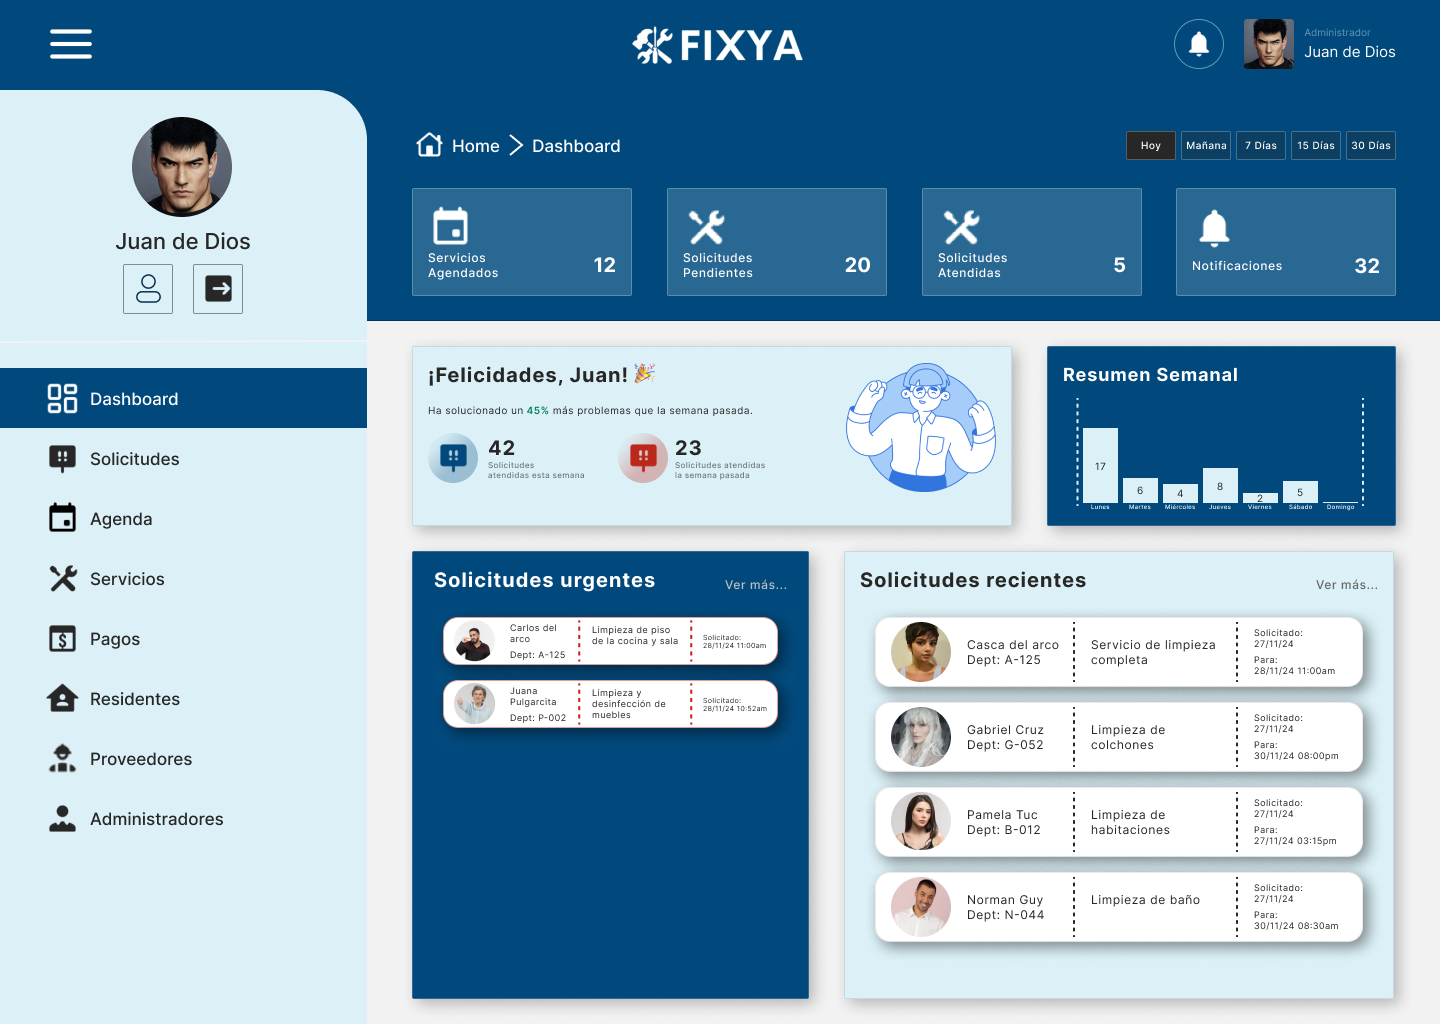 FIXYA
Administrador
Juan de Dios
Juan de Dios
Dashboard
Solicitudes
Agenda
Servicios
Pagos
Residentes
Proveedores
Administradores
Home
Dashboard
Hoy
Mañana
7 Días
15 Días
30 Días
Servicios
Agendados
12
Solicitudes
Pendientes
20
Solicitudes
Atendidas
5
Notificaciones
32
¡Felicidades, Juan!
Ha solucionado un 45% más problemas que la semana pasada.
42
Solicitudes
atendidas esta semana
23
Solicitudes atendidas
la semana pasada
Resumen Semanal
17
6
4
8
2
5
Lunes
Martes
Miércoles
Jueves
Viernes
Sábado
Domingo
Solicitudes urgentes
Ver más...
Carlos del
arco
Dept: A-125
Limpieza de piso
de la cocina y sala
Solicitado:
28/11/24 11:00am
Juana
Pulgarcita
Dept: P-002
Limpieza y
desinfección de
muebles
Solicitado:
28/11/24 10:52am
Solicitudes recientes
Ver más...
Casca del arco
Dept: A-125
Servicio de limpieza
completa
Solicitado:
27/11/24
Para:
28/11/24 11:00am
Gabriel Cruz
Dept: G-052
Limpieza de
colchones
Solicitado:
27/11/24
Para:
30/11/24 08:00pm
Pamela Tuc
Dept: B-012
Limpieza de
habitaciones
Solicitado:
27/11/24
Para:
27/11/24 03:15pm
Norman Guy
Dept: N-044
Limpieza de baño
Solicitado:
27/11/24
Para:
30/11/24 08:30am